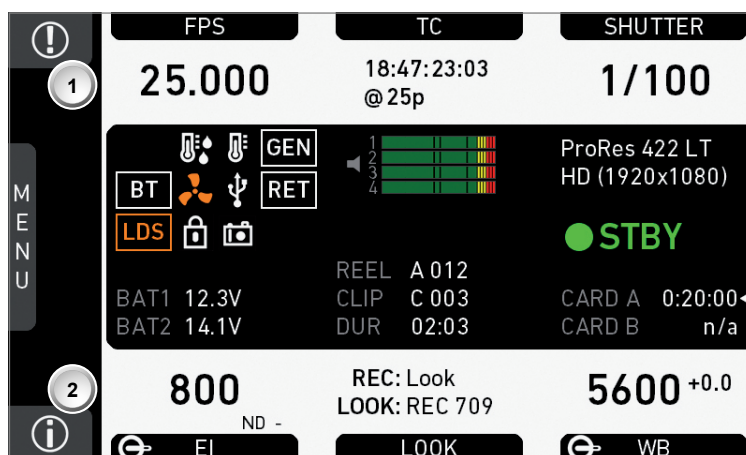 FPS TC SHUTTER
1
25.000
18:47:23:03
@25p
1/100
MENU
GEN
BT
RET
LDS
1
2
3
4
ProRes 422 LT
HD (1920x1080)
STBY
BAT1 12.3V
BAT2 14.1V
REEL A 012
CLIP C 003
DUR 02:03
CARD A 0:20:00
CARD B n/a
2
800
ND -
REC: Look
LOOK: REC 709
5600 +0.0
EI LOOK WB